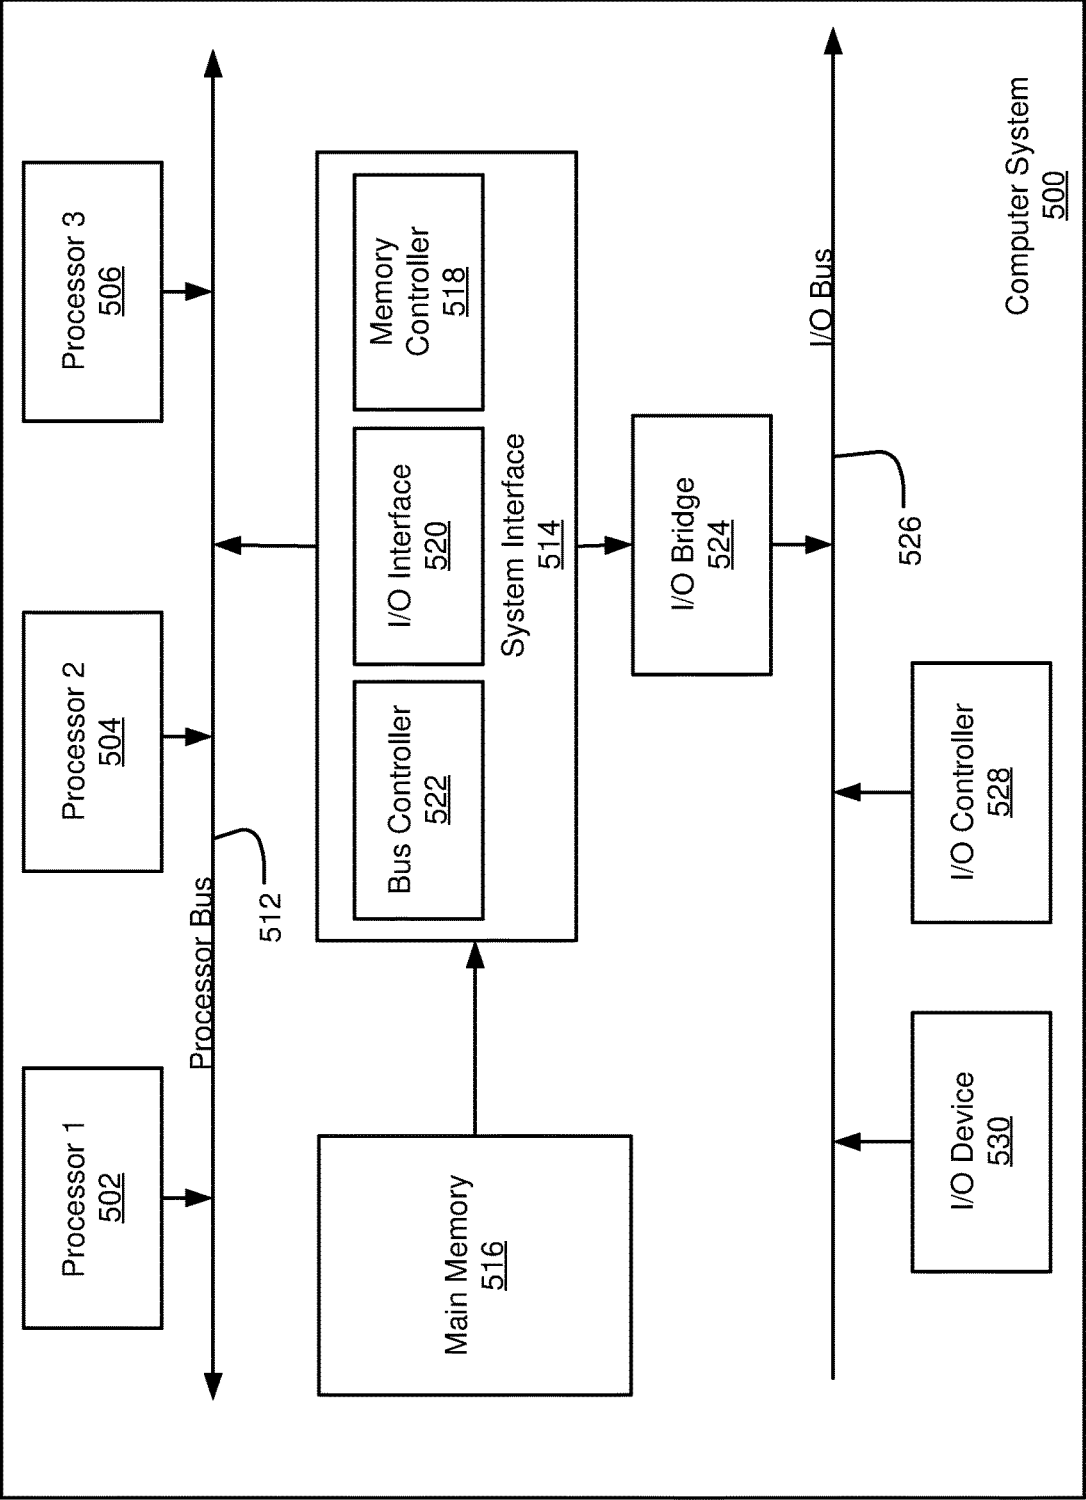 Processor 1
502
Processor 2
504
Processor 3
506
Processor Bus
512
Bus Controller
522
I/O Interface
520
Memory
Controller
518
System Interface
514
Main Memory
516
I/O Bridge
524
I/O Bus
526
I/O Device
530
I/O Controller
528
Computer System
500